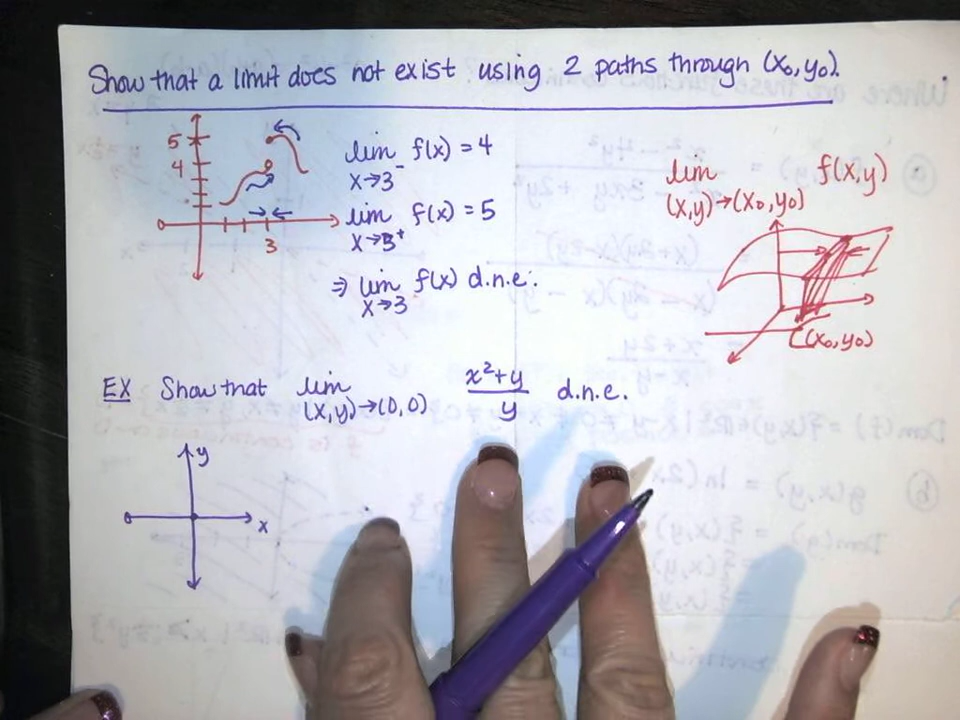 Show that a limit does not exist using 2 paths through (x₀,y₀).
5
4
3
lim f(x) = 4
x→3⁻
lim f(x) = 5
x→3⁺
⇒ lim f(x) d.n.e.
x→3
lim f(x,y)
(x,y)→(x₀,y₀)
(x₀,y₀)
EX Show that lim x²+y d.n.e.
(x,y)→(0,0) y
y
x